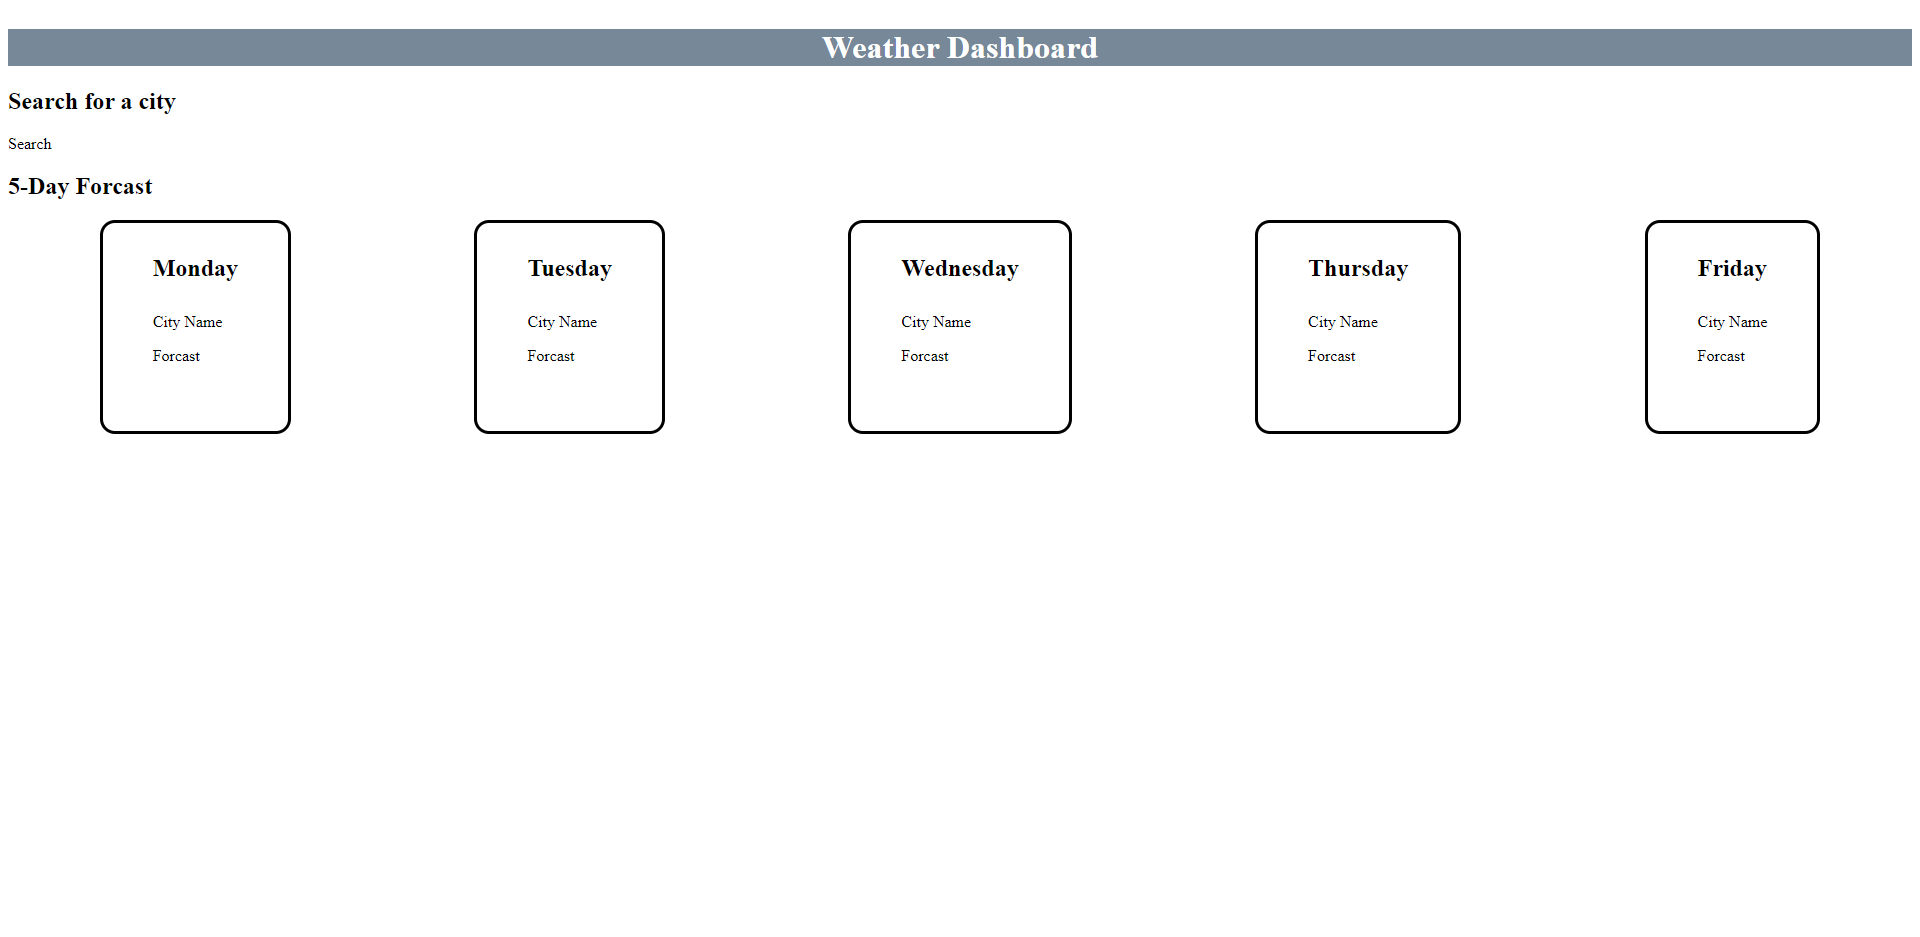 Weather Dashboard
Search for a city
Search
5-Day Forcast
Monday
City Name
Forcast
Tuesday
City Name
Forcast
Wednesday
City Name
Forcast
Thursday
City Name
Forcast
Friday
City Name
Forcast